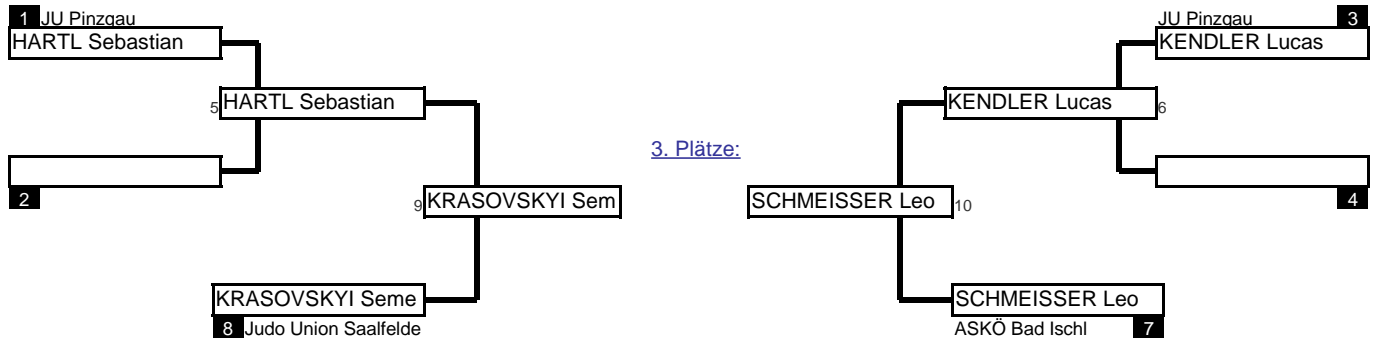 1 JU Pinzgau
HARTL Sebastian
JU Pinzgau 3
KENDLER Lucas
5 HARTL Sebastian
KENDLER Lucas 6
3. Plätze:
2
4
9 KRASOVSKYI Sem
SCHMEISSER Leo 10
KRASOVSKYI Seme
8 Judo Union Saalfelde
SCHMEISSER Leo
ASKÖ Bad Ischl 7